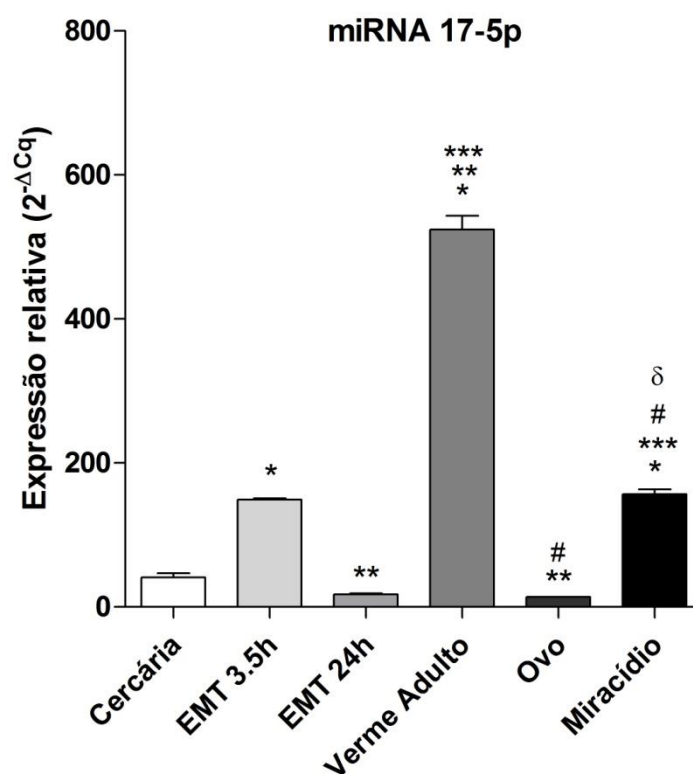 miRNA 17-5p
Expressão relativa (2-ΔCq)
800
600
400
200
0
*
**
***
**
*
#
**
δ
#
***
*
Cercária
EMT 3.5h
EMT 24h
Verme Adulto
Ovo
Miracídio